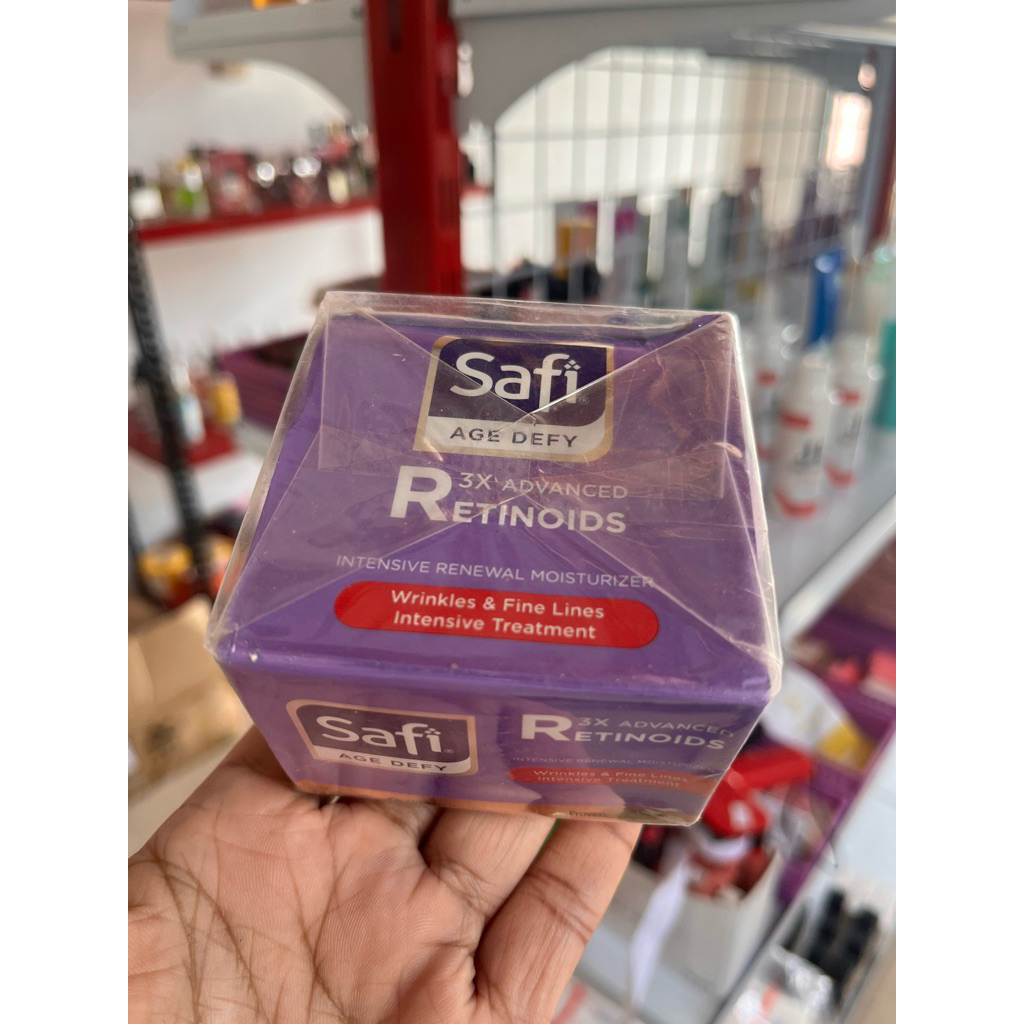 Safi
AGE DEFY
3X ADVANCED
RETINOIDS
INTENSIVE RENEWAL MOISTURIZER
Wrinkles & Fine Lines
Intensive Treatment
Safi
AGE DEFY
3X ADVANCED
RETINOIDS
INTENSIVE RENEWAL
Wrinkles & Fine Lines
Intensive Treatment